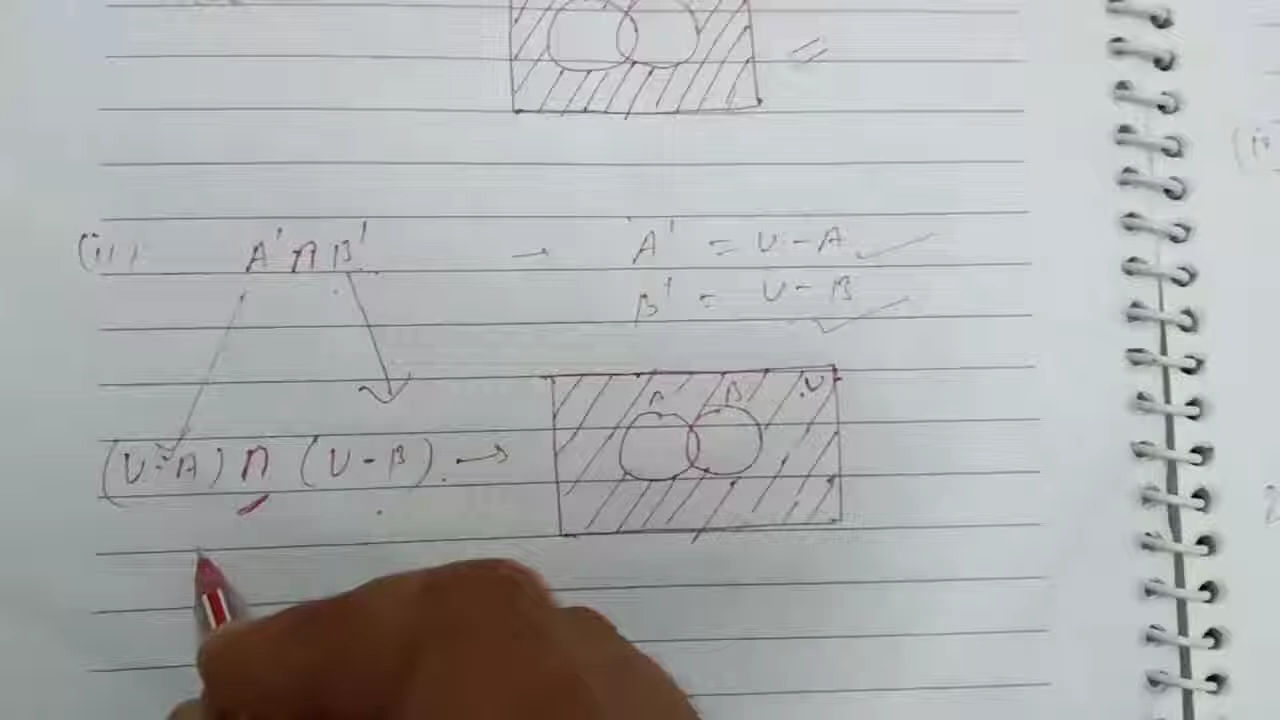 =
(ii) A' ∩ B' → A' = U - A
B' = U - B
A B U
(U - A) ∩ (U - B). →